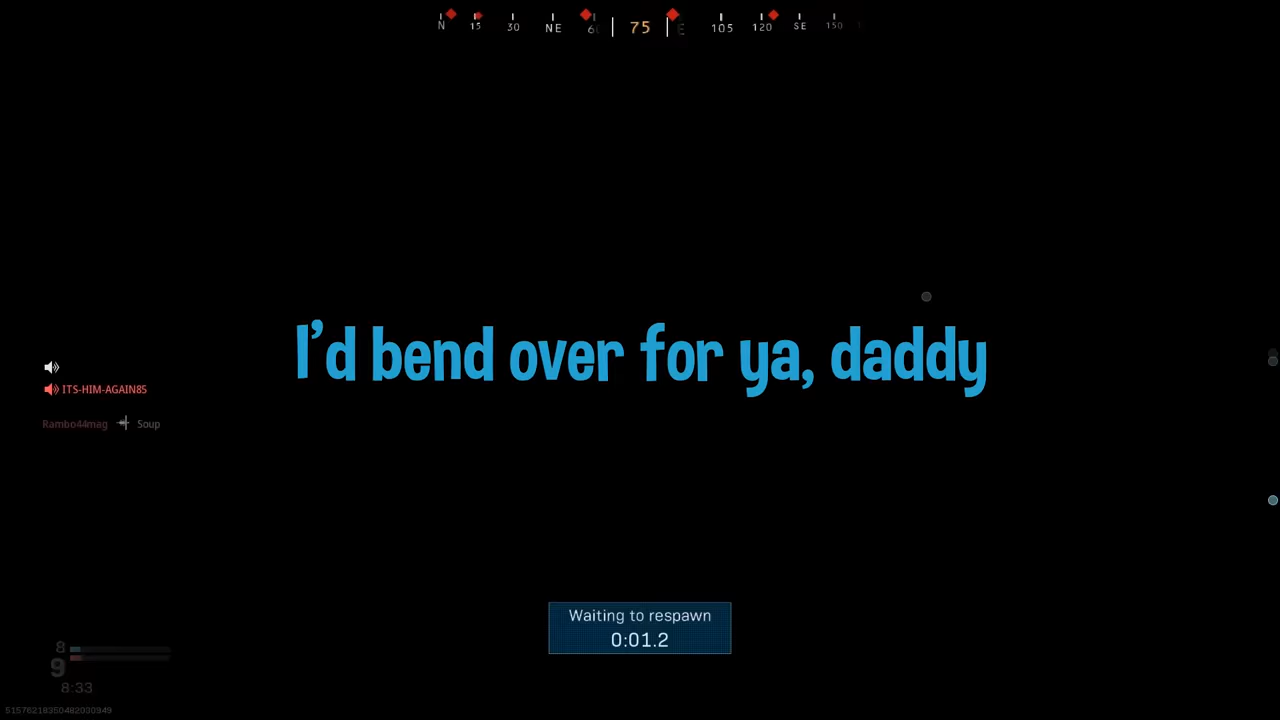 N 15 30 NE 60 75 E 105 120 SE 150
I'd bend over for ya, daddy
ITS-HIM-AGAIN85
Rambo44mag Soup
Waiting to respawn
0:01.2
8
9
8:33